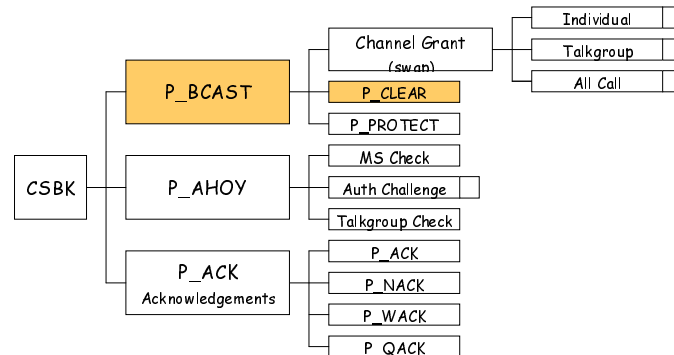 CSBK
P_BCAST
Channel Grant
(swap)
Individual
Talkgroup
All Call
P_CLEAR
P_PROTECT
P_AHOY
MS Check
Auth Challenge
Talkgroup Check
P_ACK
Acknowledgements
P_ACK
P_NACK
P_WACK
P_QACK